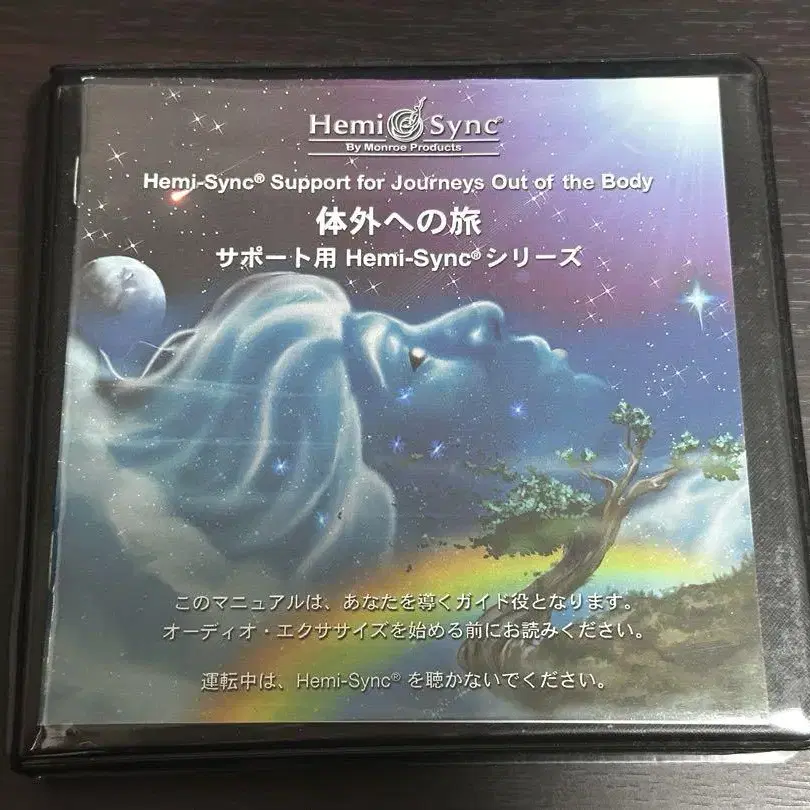 Hemi Sync®
By Monroe Products
Hemi-Sync® Support for Journeys Out of the Body
体外への旅
サポート用 Hemi-Sync® シリーズ
このマニュアルは、あなたを導くガイド役となります。
オーディオ・エクササイズを始める前にお読みください。
運転中は、Hemi-Sync® を聴かないでください。